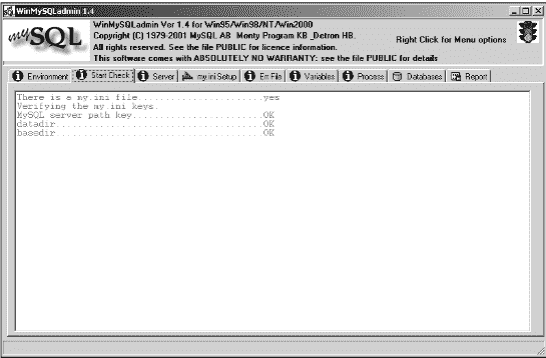 WinMySQLadmin 1.4
mySQL
WinMySQLadmin Ver 1.4 for Win95/Win98/NT/Win2000
Copyright (C) 1979-2001 MySQL AB Monty Program KB _Detron HB.
All rights reserved. See the file PUBLIC for licence information.
This software comes with ABSOLUTELY NO WARRANTY: see the file PUBLIC for details
Right Click for Menu options
Environment Start Check Server my.ini Setup Err File Variables Process Databases Report
There is a my.ini file.......................yes
Verifying the my.ini keys.
MySQL server path key........................OK
datadir......................................OK
basedir......................................OK